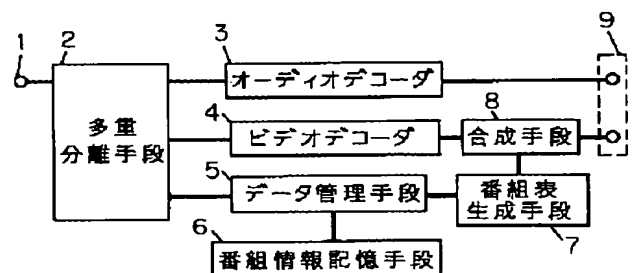 1
2
多重
分離手段
3
オーディオデコーダ
4
ビデオデコーダ
5
データ管理手段
6
番組情報記憶手段
7
番組表
生成手段
8
合成手段
9